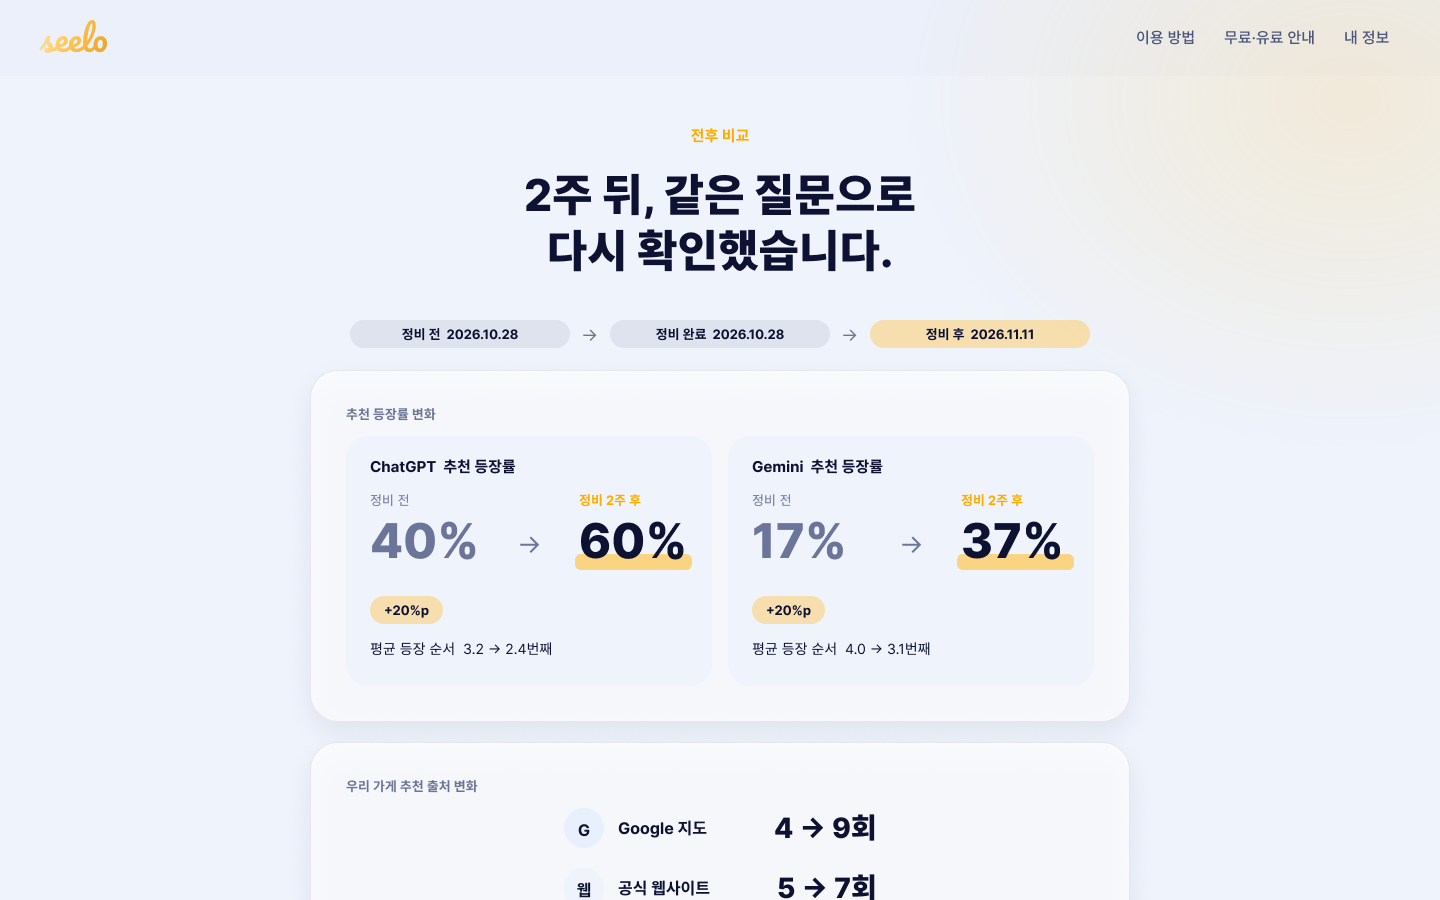 seelo
이용 방법 무료·유료 안내 내 정보
전후 비교
2주 뒤, 같은 질문으로
다시 확인했습니다.
정비 전 2026.10.28 → 정비 완료 2026.10.28 → 정비 후 2026.11.11
추천 등장률 변화
ChatGPT 추천 등장률
정비 전 정비 2주 후
40% → 60%
+20%p
평균 등장 순서 3.2 → 2.4번째
Gemini 추천 등장률
정비 전 정비 2주 후
17% → 37%
+20%p
평균 등장 순서 4.0 → 3.1번째
우리 가게 추천 출처 변화
G Google 지도 4 → 9회
웹 공식 웹사이트 5 → 7회